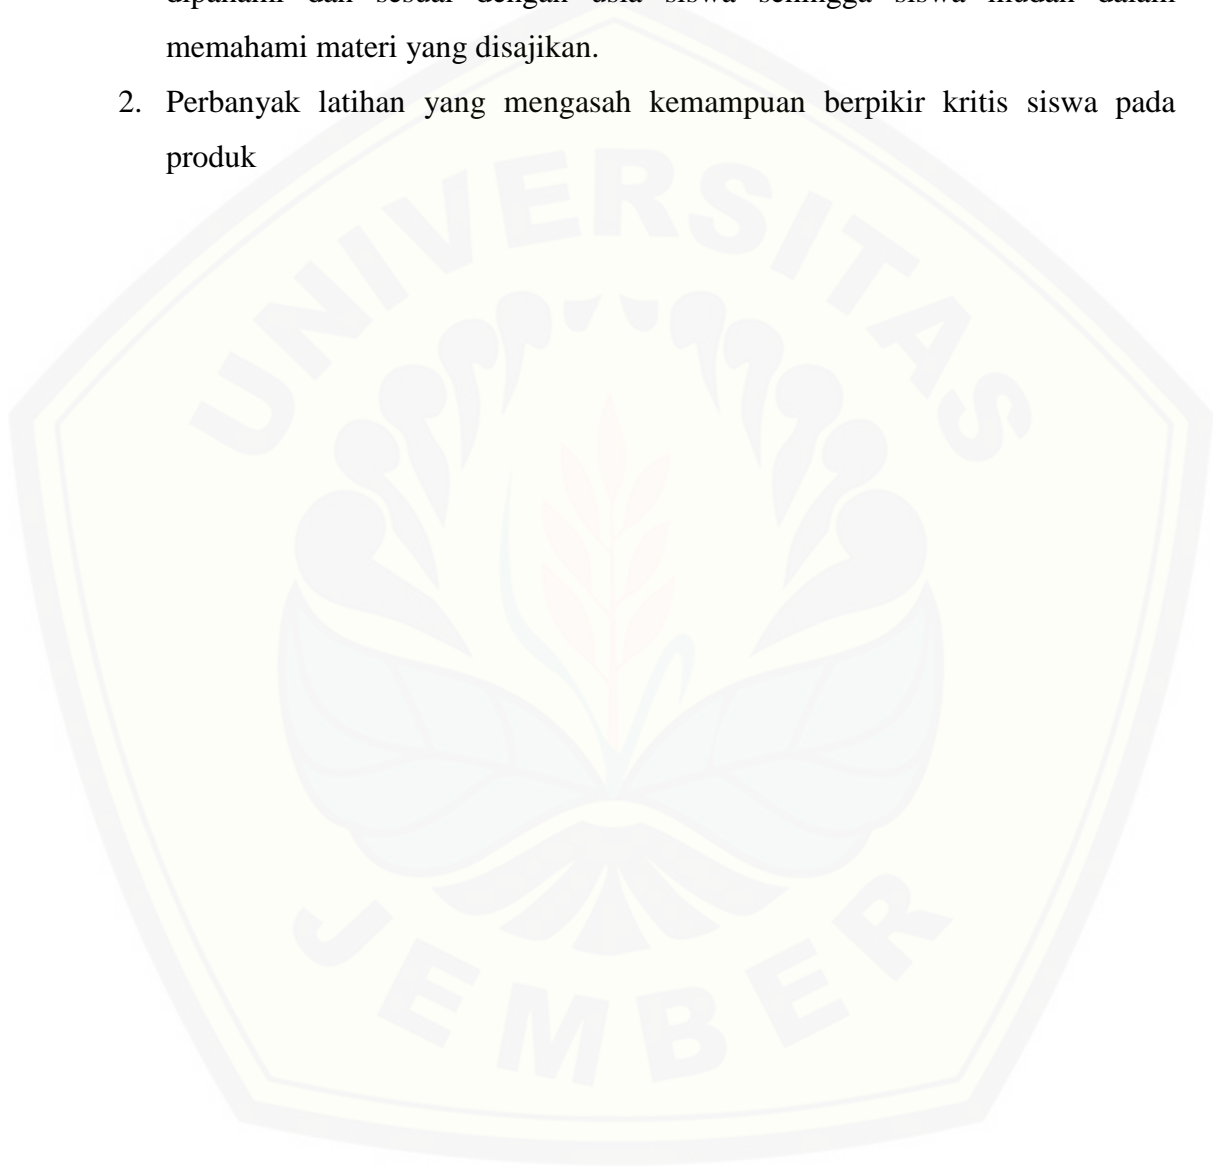 dipahami dan sesuai dengan usia siswa sehingga siswa mudah dalam
memahami materi yang disajikan.
2. Perbanyak latihan yang mengasah kemampuan berpikir kritis siswa pada
produk
UNIVERSITAS
JEMBER